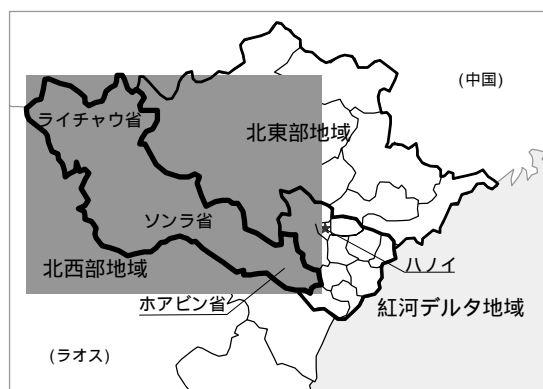 (中国)
ライチャウ省
北東部地域
ソンラ省
北西部地域
ハノイ
ホアビン省
紅河デルタ地域
(ラオス)